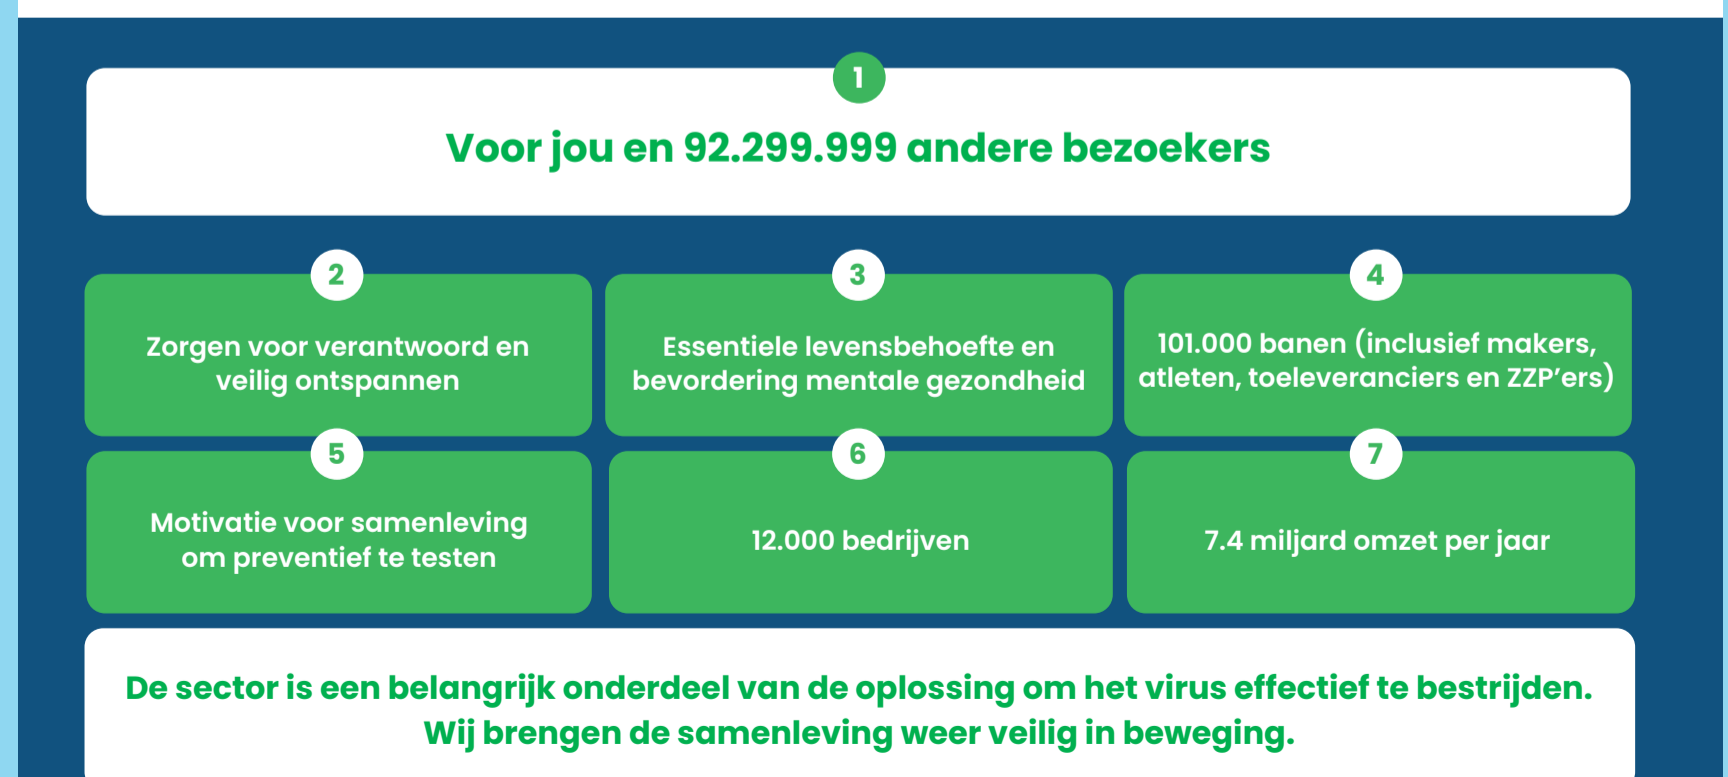 1
Voor jou en 92.299.999 andere bezoekers
2
Zorgen voor verantwoord en
veilig ontspannen
3
Essentiele levensbehoefte en
bevordering mentale gezondheid
4
101.000 banen (inclusief makers,
atleten, toeleveranciers en ZZP'ers)
5
Motivatie voor samenleving
om preventief te testen
6
12.000 bedrijven
7
7.4 miljard omzet per jaar
De sector is een belangrijk onderdeel van de oplossing om het virus effectief te bestrijden.
Wij brengen de samenleving weer veilig in beweging.